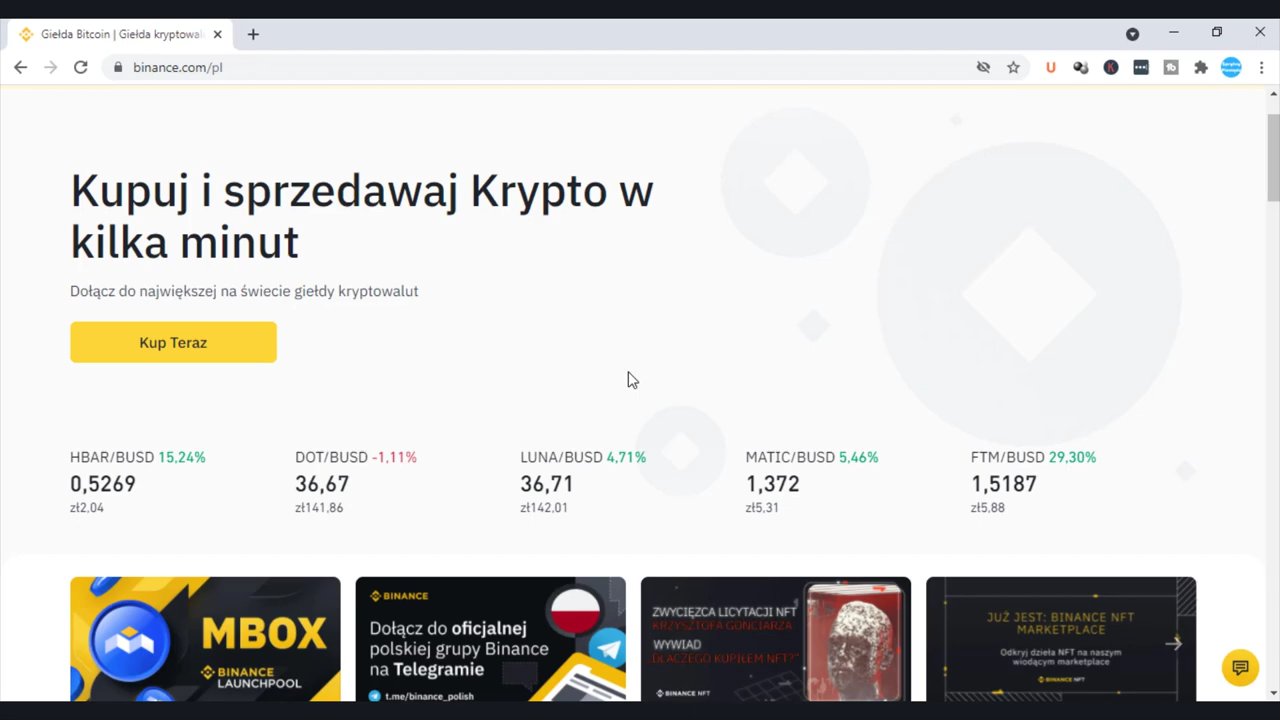 Giełda Bitcoin | Giełda kryptowal
binance.com/pl
Kupuj i sprzedawaj Krypto w
kilka minut
Dołącz do największej na świecie giełdy kryptowalut
Kup Teraz
HBAR/BUSD 15,24%
0,5269
zł2,04
DOT/BUSD -1,11%
36,67
zł141,86
LUNA/BUSD 4,71%
36,71
zł142,01
MATIC/BUSD 5,46%
1,372
zł5,31
FTM/BUSD 29,30%
1,5187
zł5,88
MBOX
BINANCE
LAUNCHPOOL
BINANCE
Dołącz do oficjalnej
polskiej grupy Binance
na Telegramie
t.me/binance_polish
ZWYCIĘZCA LICYTACJI NFT
KRZYSZTOFA GONCIARZA
WYWIAD
DLACZEGO KUPIŁEM NFT?"
BINANCE NFT
JUŻ JEST: BINANCE NFT
MARKETPLACE
Odkryj dzieła NFT na naszym
wiodącym marketplace
BINANCE NFT